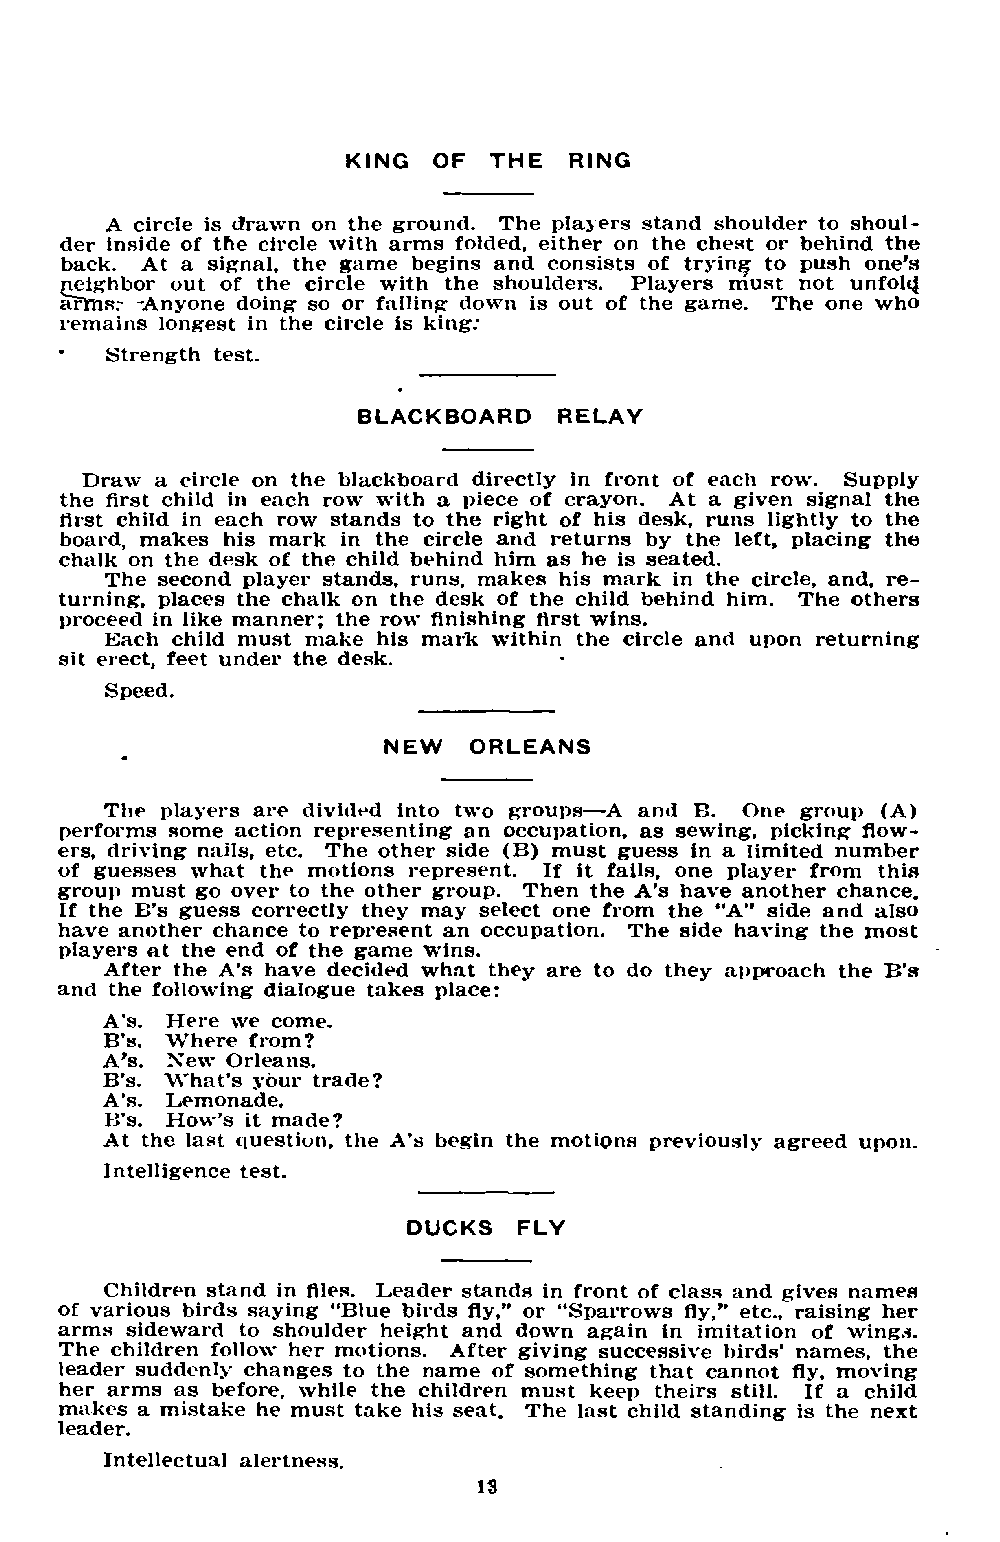 KING OF THE RING
A circle is drawn on the ground. The players stand shoulder to shoul-
der inside of the circle with arms folded, either on the chest or behind the
back. At a signal, the game begins and consists of trying to push one's
neighbor out of the circle with the shoulders. Players must not unfold
arms. Anyone doing so or falling down is out of the game. The one who
remains longest in the circle is king.
Strength test.
BLACKBOARD RELAY
Draw a circle on the blackboard directly in front of each row. Supply
the first child in each row with a piece of crayon. At a given signal the
first child in each row stands to the right of his desk, runs lightly to the
board, makes his mark in the circle and returns by the left, placing the
chalk on the desk of the child behind him as he is seated.
The second player stands, runs, makes his mark in the circle, and, re-
turning, places the chalk on the desk of the child behind him. The others
proceed in like manner; the row finishing first wins.
Each child must make his mark within the circle and upon returning
sit erect, feet under the desk.
Speed.
NEW ORLEANS
The players are divided into two groups—A and B. One group (A)
performs some action representing an occupation, as sewing, picking flow-
ers, driving nails, etc. The other side (B) must guess in a limited number
of guesses what the motions represent. If it fails, one player from this
group must go over to the other group. Then the A's have another chance.
If the B's guess correctly they may select one from the "A" side and also
have another chance to represent an occupation. The side having the most
players at the end of the game wins.
After the A's have decided what they are to do they approach the B's
and the following dialogue takes place:
A's. Here we come.
B's. Where from?
A's. New Orleans.
B's. What's your trade?
A's. Lemonade.
B's. How's it made?
At the last question, the A's begin the motions previously agreed upon.
Intelligence test.
DUCKS FLY
Children stand in files. Leader stands in front of class and gives names
of various birds saying "Blue birds fly," or "Sparrows fly," etc., raising her
arms sideward to shoulder height and down again in imitation of wings.
The children follow her motions. After giving successive birds' names, the
leader suddenly changes to the name of something that cannot fly, moving
her arms as before, while the children must keep theirs still. If a child
makes a mistake he must take his seat. The last child standing is the next
leader.
Intellectual alertness.
13